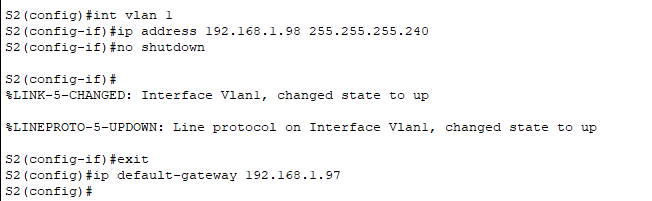 S2(config)#int vlan 1
S2(config-if)#ip address 192.168.1.98 255.255.255.240
S2(config-if)#no shutdown
S2(config-if)#
%LINK-5-CHANGED: Interface Vlan1, changed state to up
%LINEPROTO-5-UPDOWN: Line protocol on Interface Vlan1, changed state to up
S2(config-if)#exit
S2(config)#ip default-gateway 192.168.1.97
S2(config)#